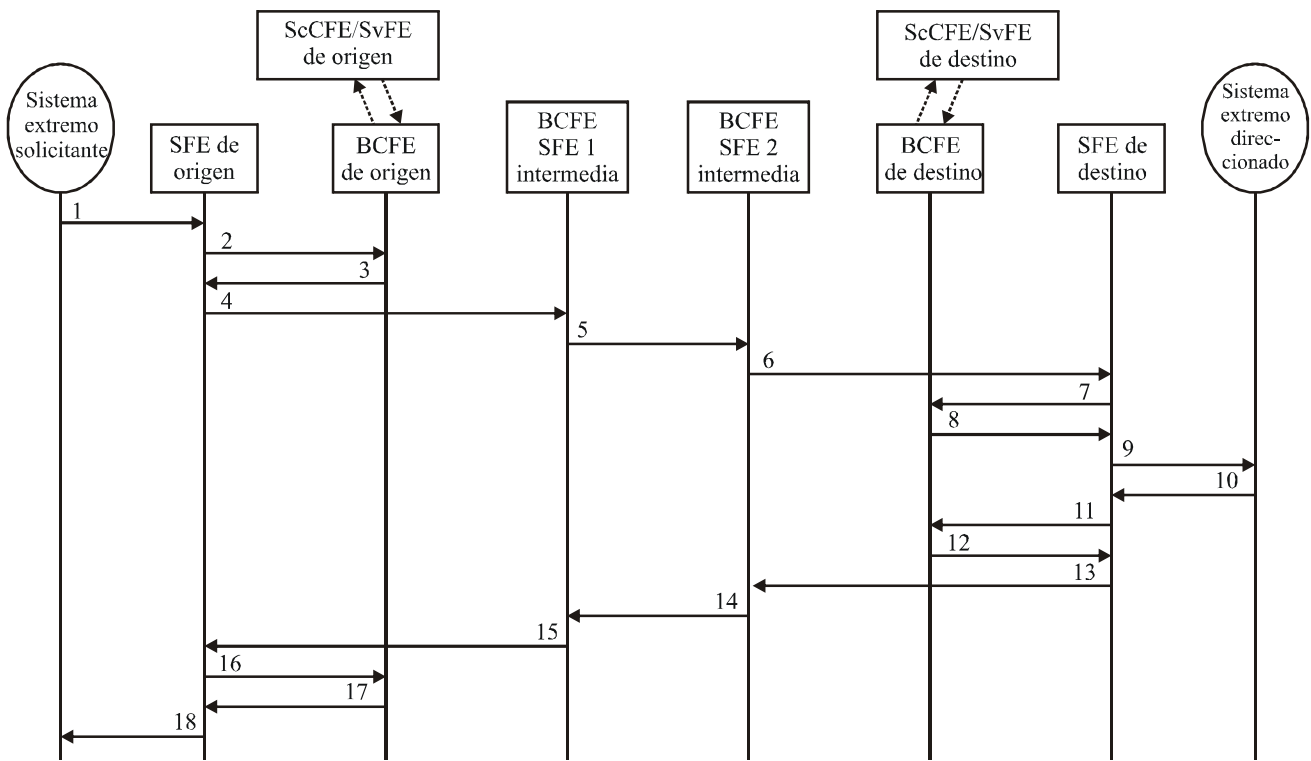 ScCFE/SvFE
de origen
ScCFE/SvFE
de destino
Sistema
extremo
solicitante
SFE de
origen
BCFE
de origen
BCFE
SFE 1
intermedia
BCFE
SFE 2
intermedia
BCFE
de destino
SFE de
destino
Sistema
extremo
direc-
cionado
1
2
3
4
5
6
7
8
9
10
11
12
13
14
15
16
17
18